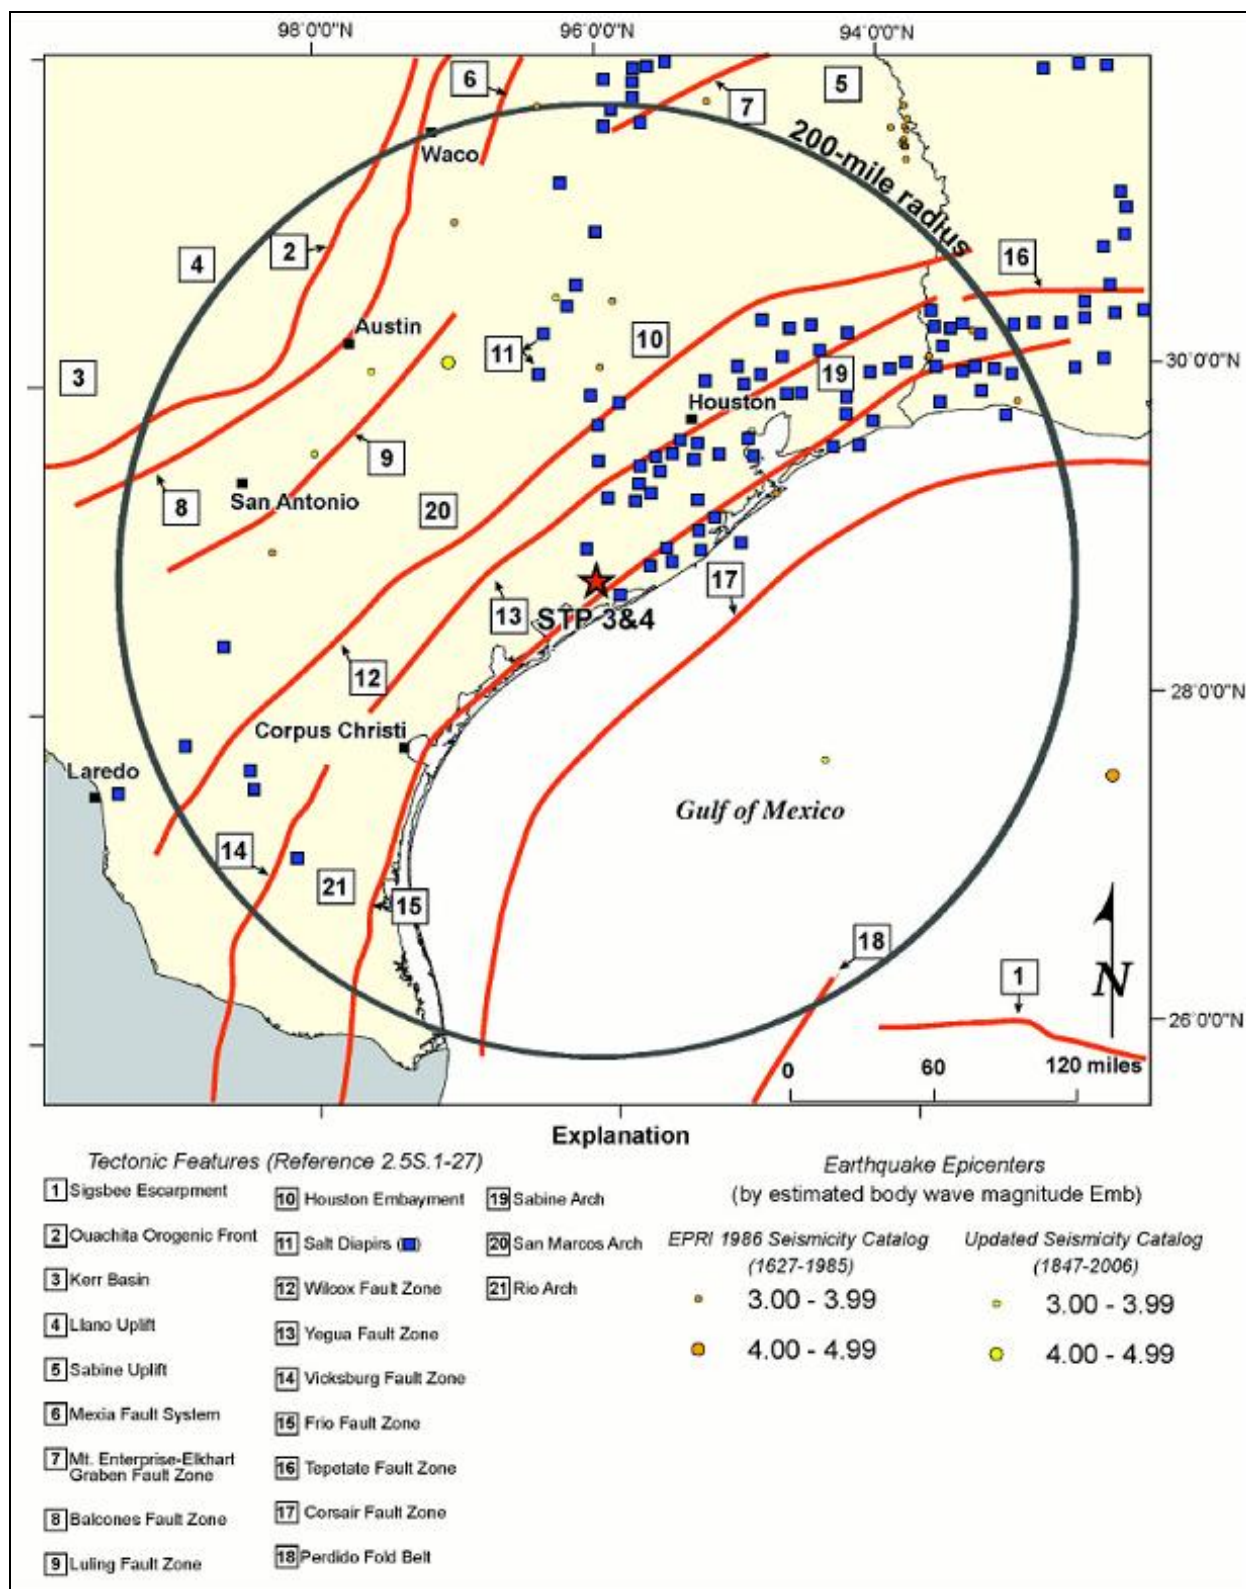 98°0'0"N 96°0'0"N 94°0'0"N
6
5
7
200-mile radius
Waco
2
4
16
Austin
10
11
30°0'0"N
3
19
Houston
9
8
San Antonio
20
17
13
STP 3&4
12
28°0'0"N
Corpus Christi
Laredo
Gulf of Mexico
14
21
15
18
1
N
26°0'0"N
0 60 120 miles
Explanation
Tectonic Features (Reference 2.5S.1-27)
1 Sigsbee Escarpment
2 Ouachita Orogenic Front
3 Kerr Basin
4 Llano Uplift
5 Sabine Uplift
6 Mexia Fault System
7 Mt. Enterprise-Elkhart
Graben Fault Zone
8 Balcones Fault Zone
9 Luling Fault Zone
10 Houston Embayment
11 Salt Diapirs ( )
12 Wilcox Fault Zone
13 Yegua Fault Zone
14 Vicksburg Fault Zone
15 Frio Fault Zone
16 Tepetate Fault Zone
17 Corsair Fault Zone
18 Perdido Fold Belt
19 Sabine Arch
20 San Marcos Arch
21 Rio Arch
Earthquake Epicenters
(by estimated body wave magnitude Emb)
EPRI 1986 Seismicity Catalog
(1627-1985)
3.00 - 3.99
4.00 - 4.99
Updated Seismicity Catalog
(1847-2006)
3.00 - 3.99
4.00 - 4.99